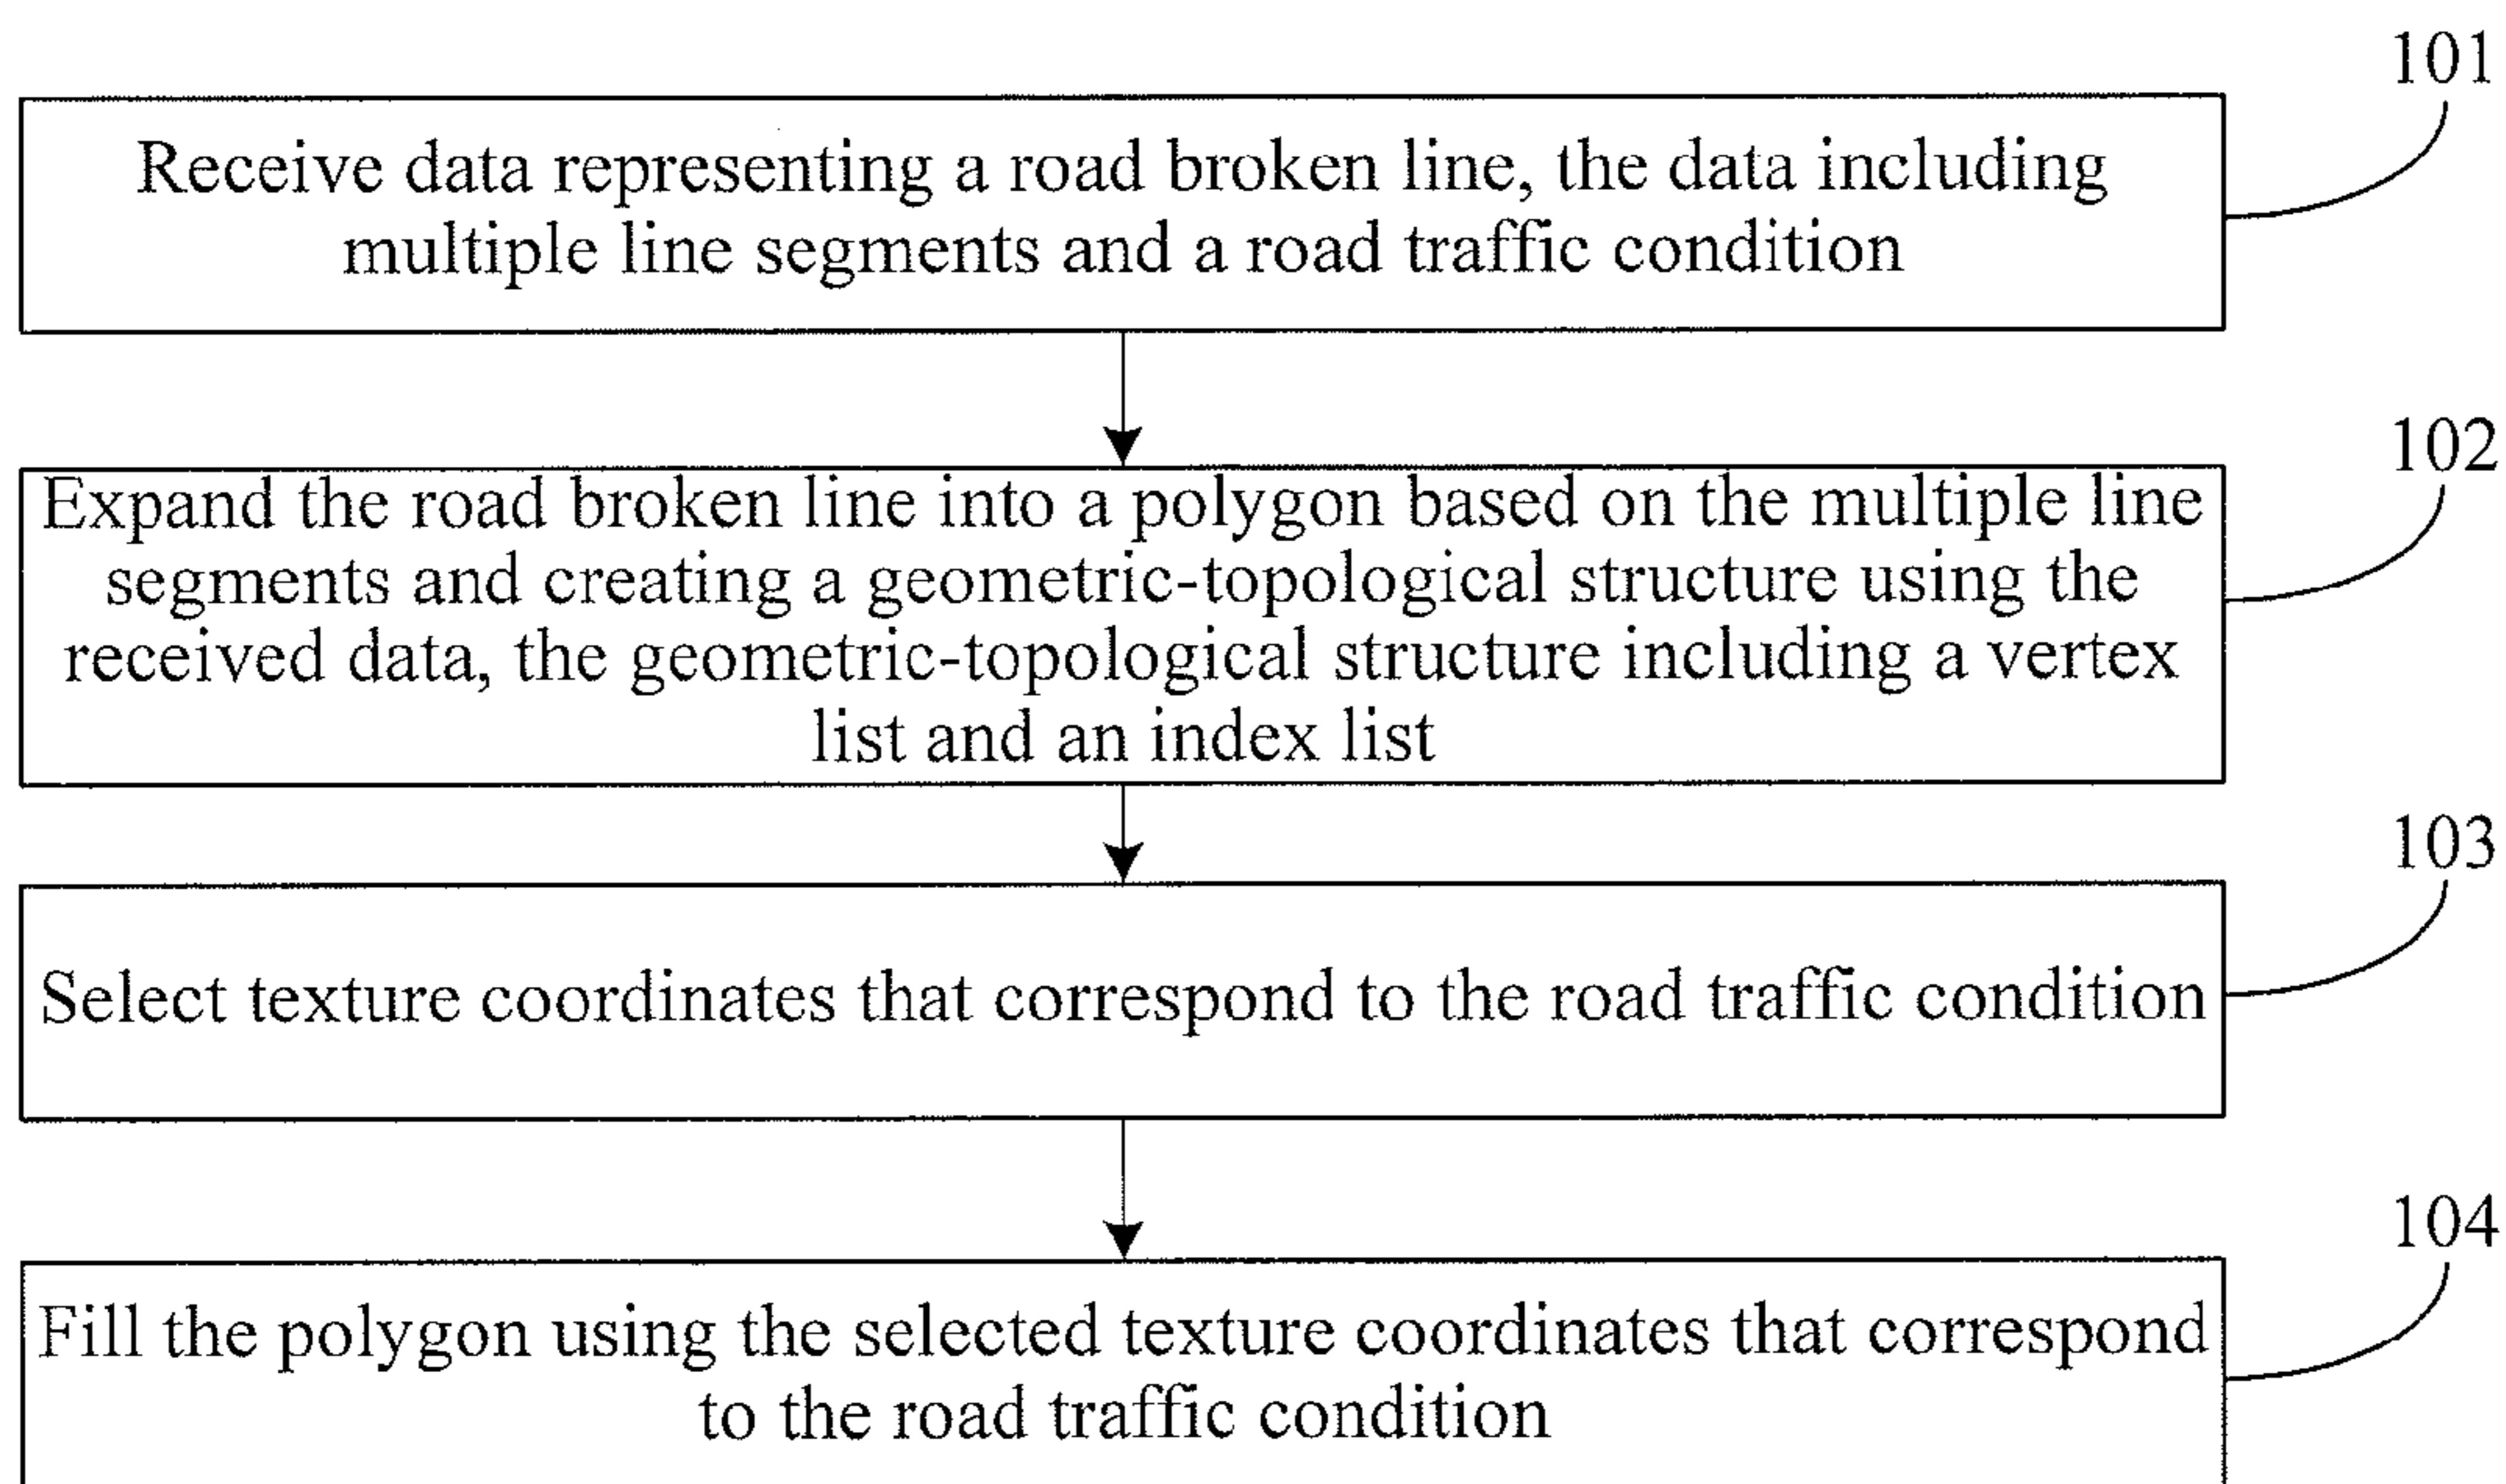 101
Receive data representing a road broken line, the data including
multiple line segments and a road traffic condition
102
Expand the road broken line into a polygon based on the multiple line
segments and creating a geometric-topological structure using the
received data, the geometric-topological structure including a vertex
list and an index list
103
Select texture coordinates that correspond to the road traffic condition
104
Fill the polygon using the selected texture coordinates that correspond
to the road traffic condition